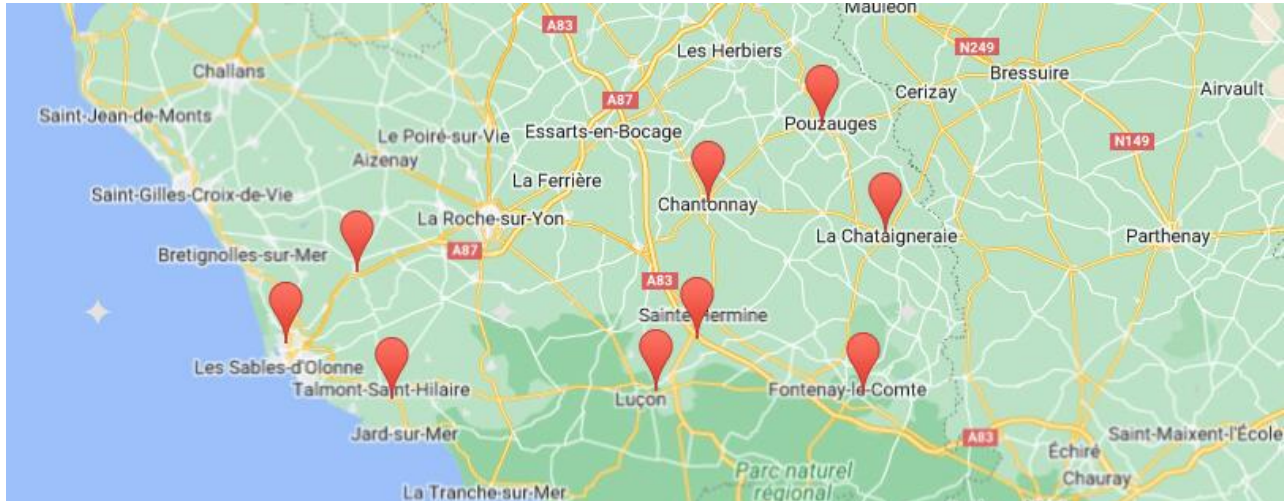 Mauléon
A83
N249
Les Herbiers
Challans
Bressuire
Airvault
Cerizay
A87
Saint-Jean-de-Monts
Pouzauges
Le Poiré-sur-Vie
Essarts-en-Bocage
N149
Aizenay
La Ferrière
Saint-Gilles-Croix-de-Vie
Chantonnay
La Roche-sur-Yon
La Chataigneraie
Parthenay
Bretignolles-sur-Mer
A87
A83
Sainte-Hermine
Les Sables-d'Olonne
Talmont-Saint-Hilaire
Luçon
Fontenay-le-Comte
Jard-sur-Mer
A83
Saint-Maixent-l'École
Échiré
Parc naturel
régional
Chauray
La Tranche-sur-Mer